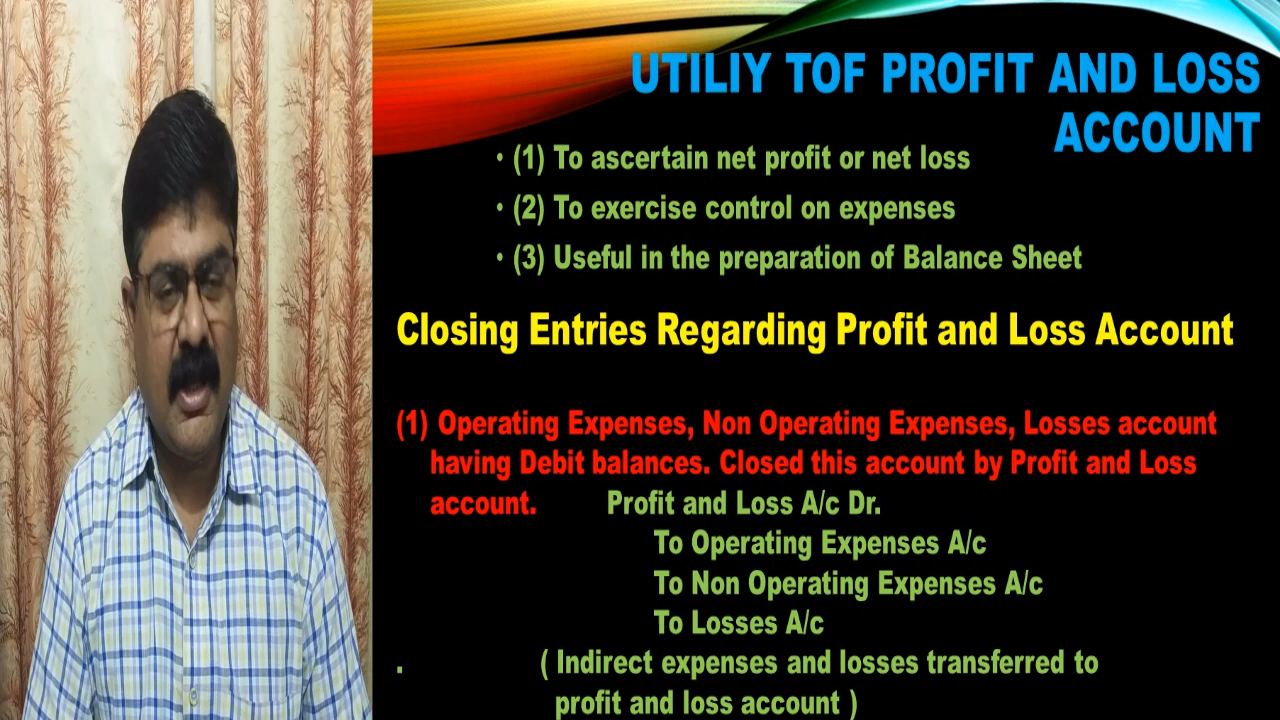 UTILIY TOF PROFIT AND LOSS
ACCOUNT
• (1) To ascertain net profit or net loss
• (2) To exercise control on expenses
• (3) Useful in the preparation of Balance Sheet
Closing Entries Regarding Profit and Loss Account
(1) Operating Expenses, Non Operating Expenses, Losses account
having Debit balances. Closed this account by Profit and Loss
account. Profit and Loss A/c Dr.
To Operating Expenses A/c
To Non Operating Expenses A/c
To Losses A/c
. ( Indirect expenses and losses transferred to
profit and loss account )